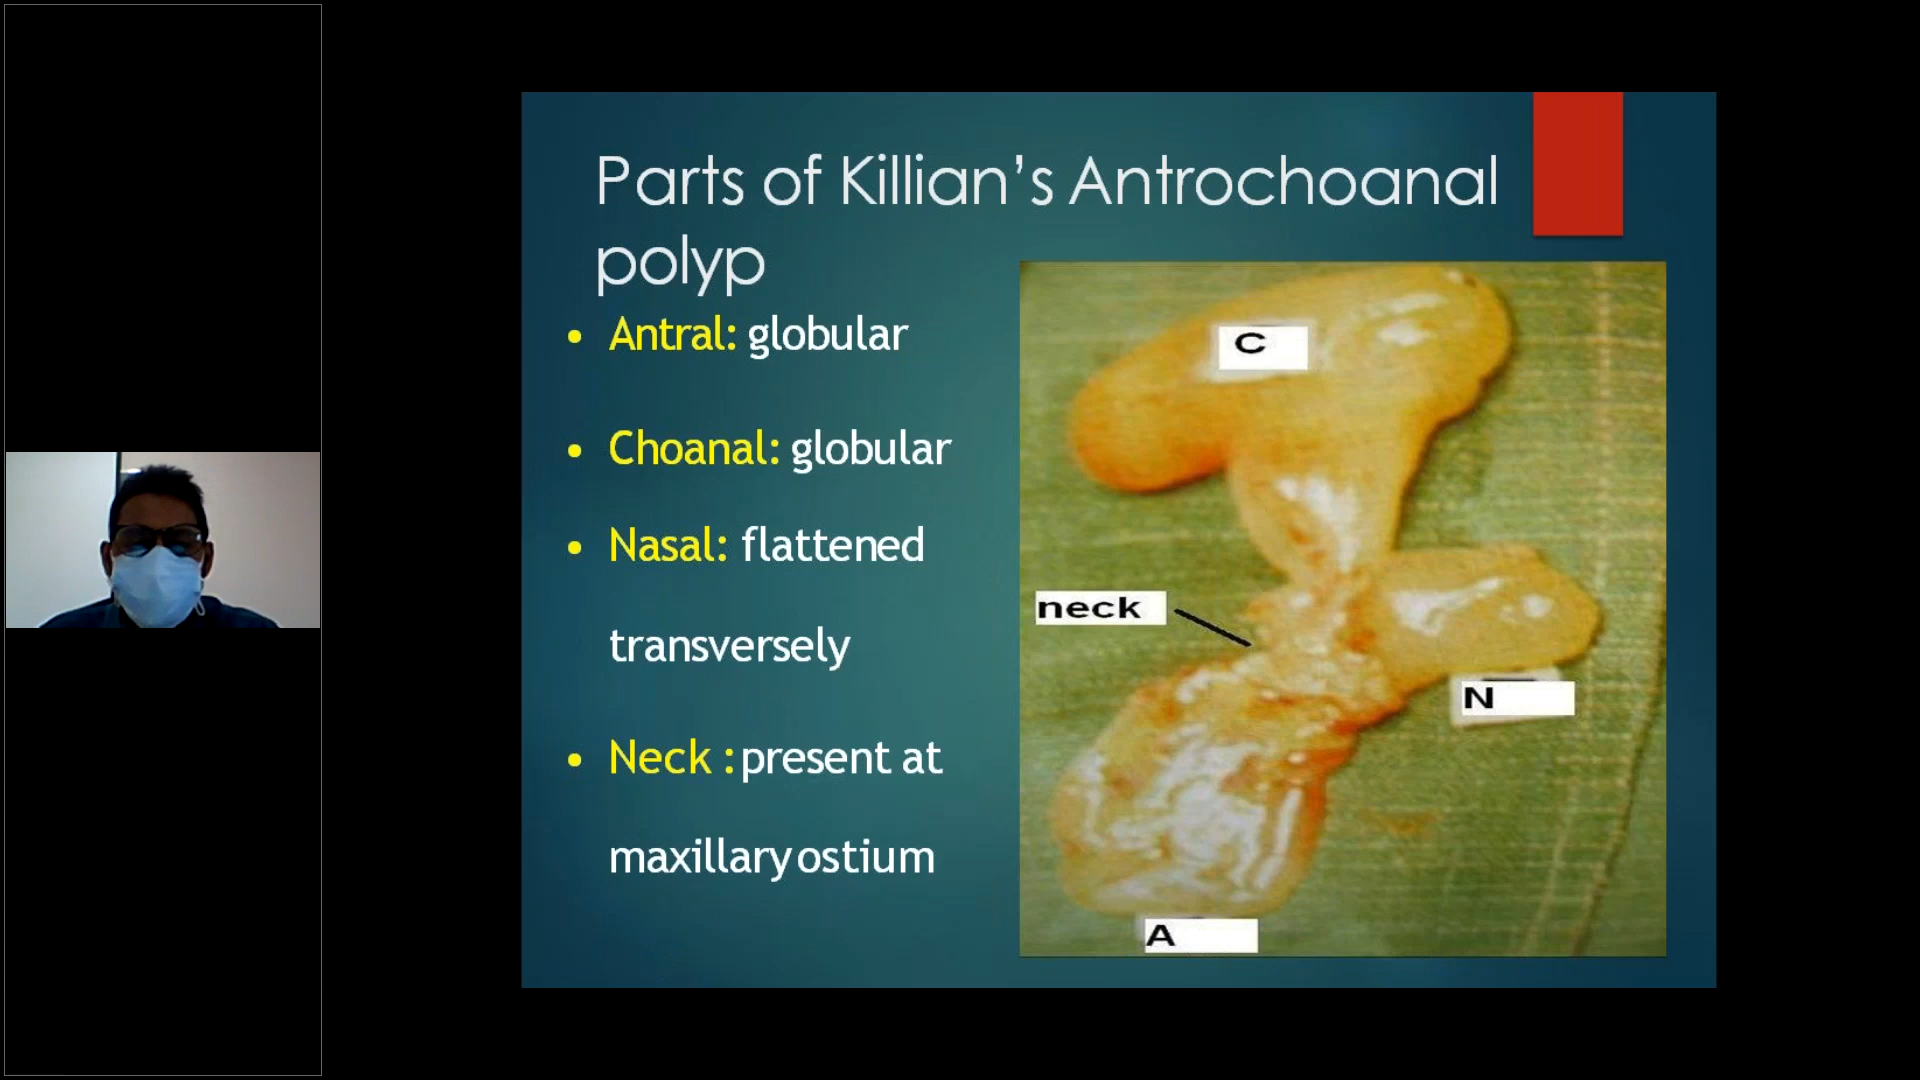 Parts of Killian’s Antrochoanal
polyp
• Antral: globular
• Choanal: globular
• Nasal: flattened
transversely
• Neck : present at
maxillary ostium
C
neck
N
A